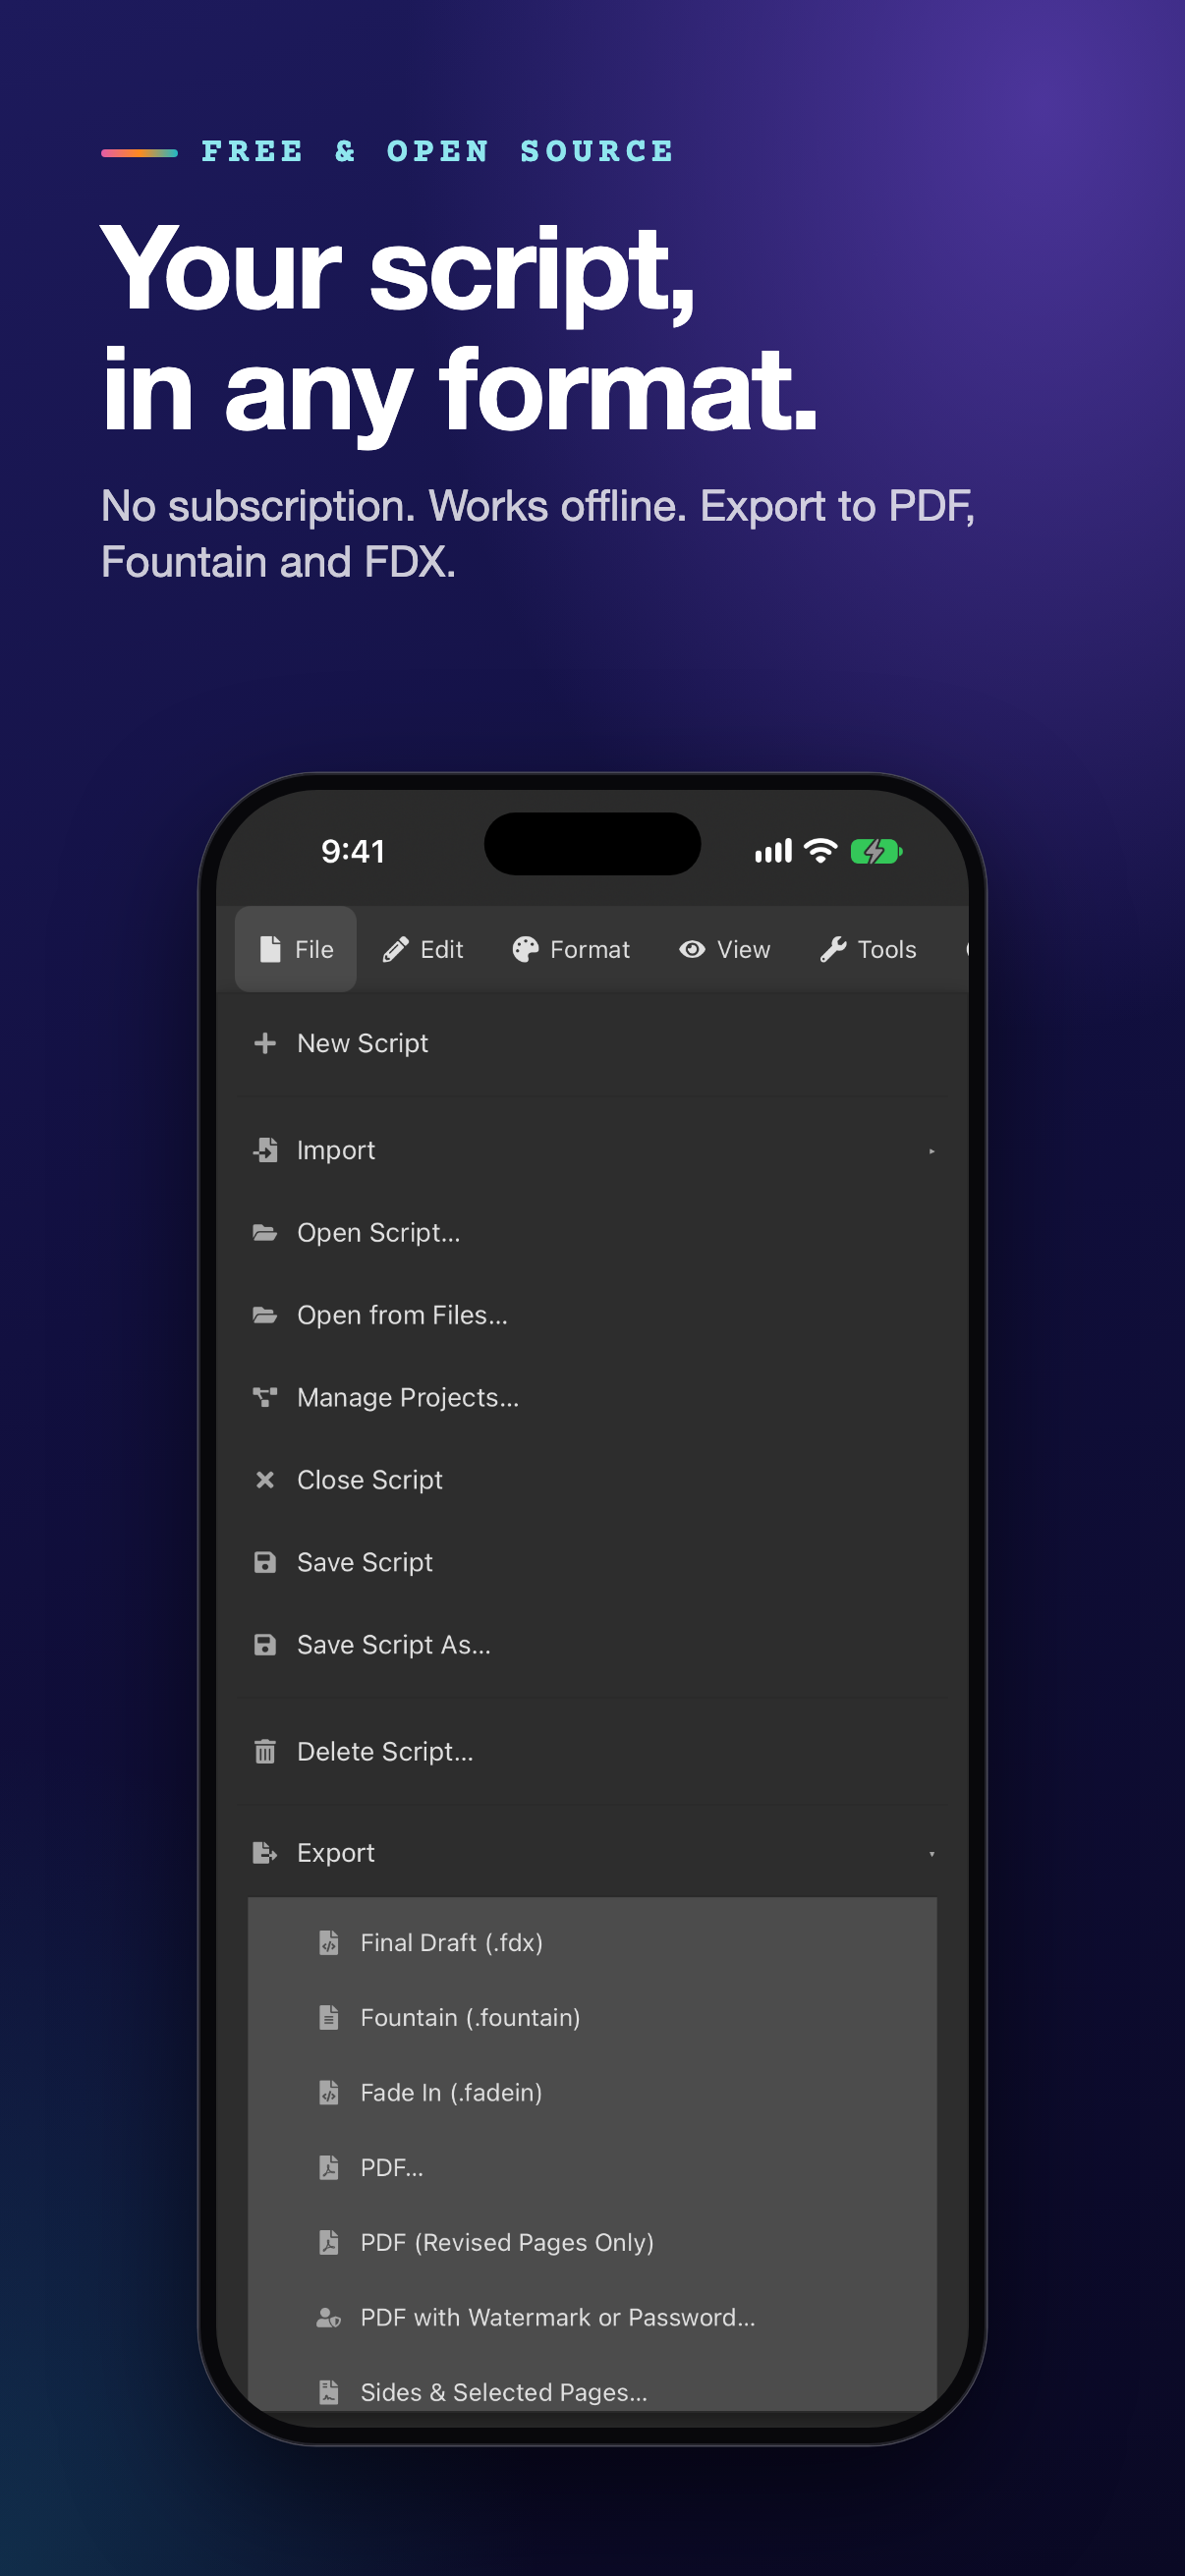 FREE & OPEN SOURCE
Your script,
in any format.
No subscription. Works offline. Export to PDF,
Fountain and FDX.
9:41
File Edit Format View Tools
New Script
Import
Open Script...
Open from Files...
Manage Projects...
Close Script
Save Script
Save Script As...
Delete Script...
Export
Final Draft (.fdx)
Fountain (.fountain)
Fade In (.fadein)
PDF...
PDF (Revised Pages Only)
PDF with Watermark or Password...
Sides & Selected Pages...